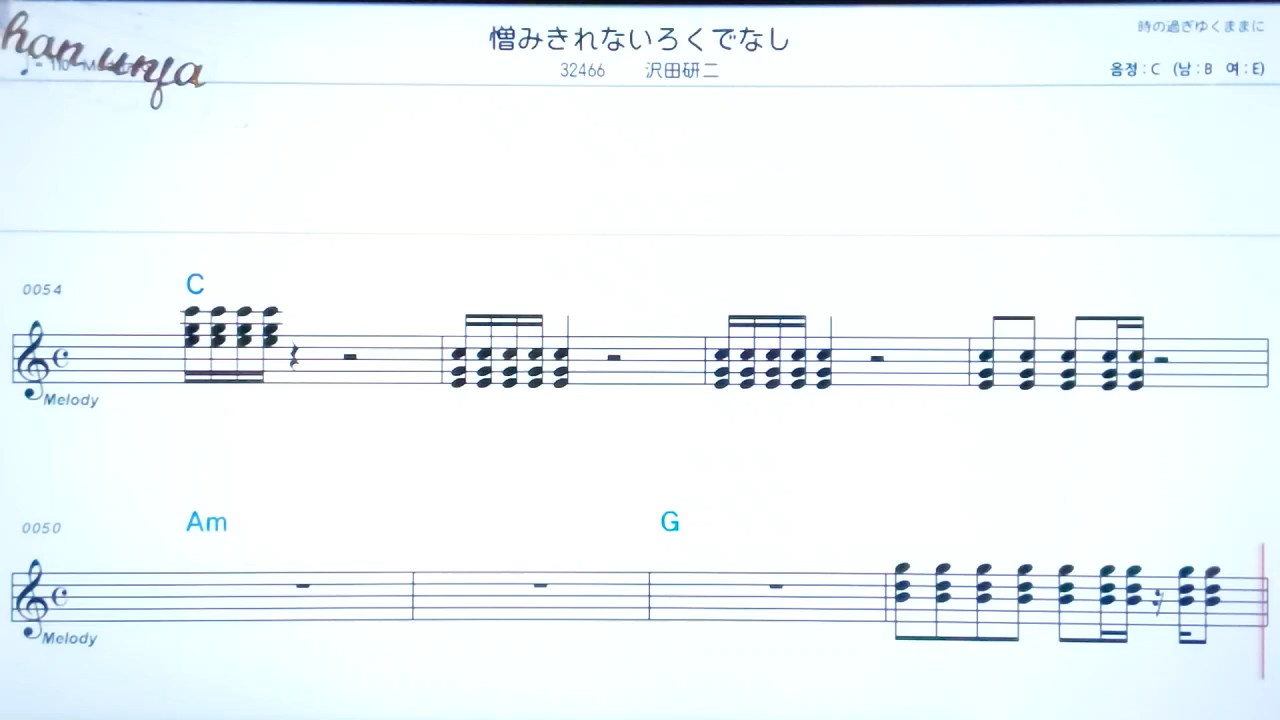 han unja
憎みきれないろくでなし
時の過ぎゆくままに
32466 沢田研二
음정 : C (남 : B 여 : E)
C
0054
Melody
Am G
0050
Melody